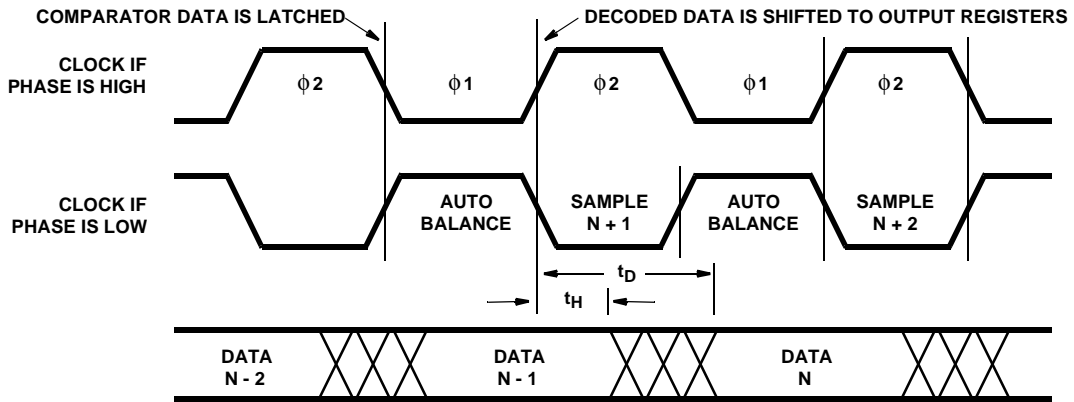 COMPARATOR DATA IS LATCHED
DECODED DATA IS SHIFTED TO OUTPUT REGISTERS
CLOCK IF
PHASE IS HIGH
ϕ2
ϕ1
ϕ2
ϕ1
ϕ2
CLOCK IF
PHASE IS LOW
AUTO
BALANCE
SAMPLE
N + 1
AUTO
BALANCE
SAMPLE
N + 2
tD
tH
DATA
N - 2
DATA
N - 1
DATA
N